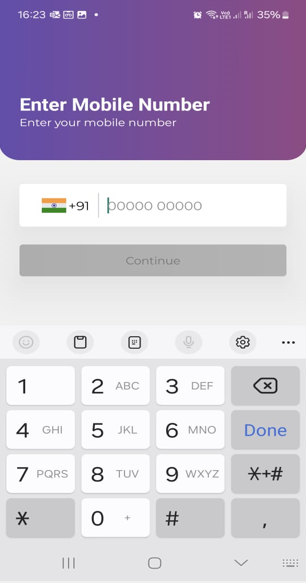 16:23 35%
Enter Mobile Number
Enter your mobile number
+91 00000 00000
Continue
1 2 ABC 3 DEF
4 GHI 5 JKL 6 MNO Done
7 PQRS 8 TUV 9 WXYZ *+#
* 0 + # ,